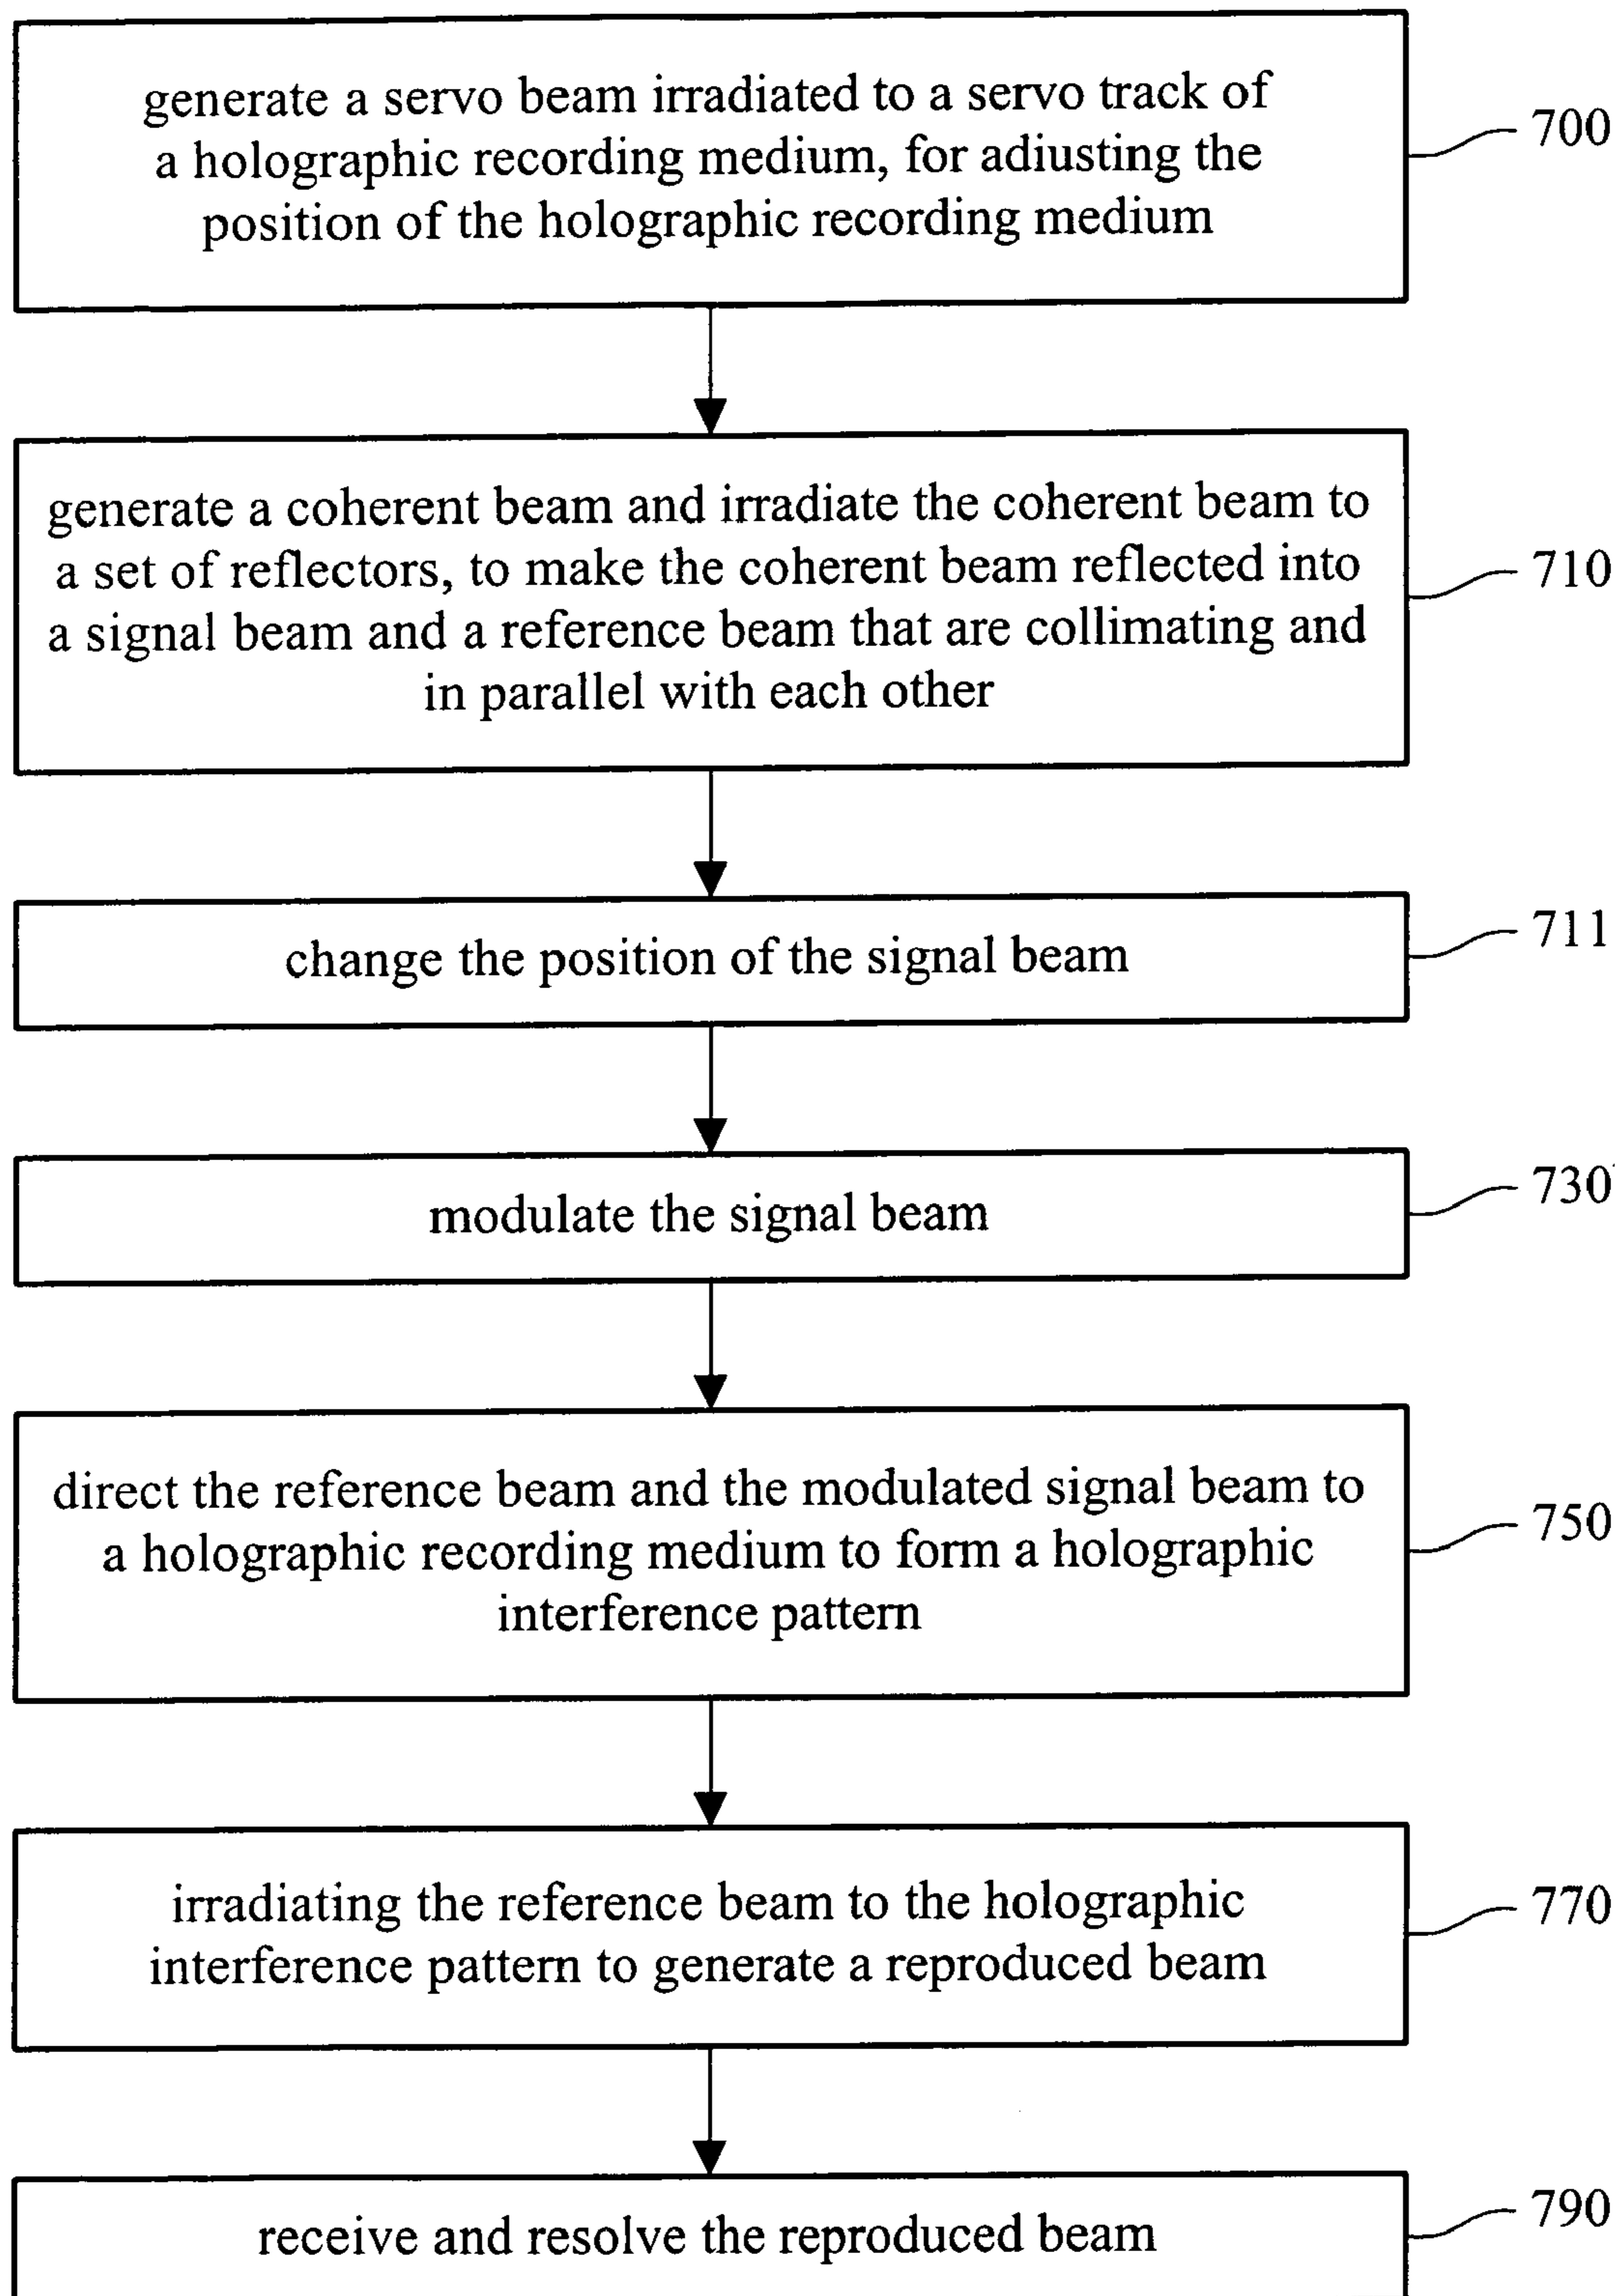 generate a servo beam irradiated to a servo track of
a holographic recording medium, for adiusting the
position of the holographic recording medium
700
generate a coherent beam and irradiate the coherent beam to
a set of reflectors, to make the coherent beam reflected into
a signal beam and a reference beam that are collimating and
in parallel with each other
710
change the position of the signal beam
711
modulate the signal beam
730
direct the reference beam and the modulated signal beam to
a holographic recording medium to form a holographic
interference pattern
750
irradiating the reference beam to the holographic
interference pattern to generate a reproduced beam
770
receive and resolve the reproduced beam
790